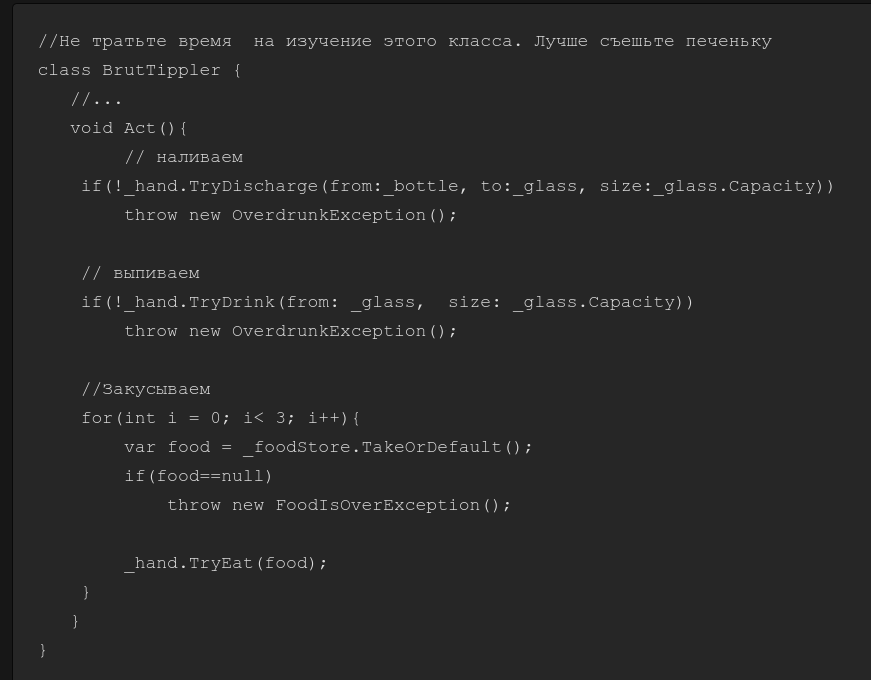 //Не тратьте время  на изучение этого класса. Лучше съешьте печеньку
class BrutTippler {
   //...
   void Act(){
        // наливаем
    if(!_hand.TryDischarge(from:_bottle, to:_glass, size:_glass.Capacity))
        throw new OverdrunkException();

    // выпиваем
    if(!_hand.TryDrink(from: _glass,  size: _glass.Capacity))
        throw new OverdrunkException();

    //Закусываем
    for(int i = 0; i< 3; i++){
        var food = _foodStore.TakeOrDefault();
        if(food==null)
            throw new FoodIsOverException();

        _hand.TryEat(food);
    }
   }
}